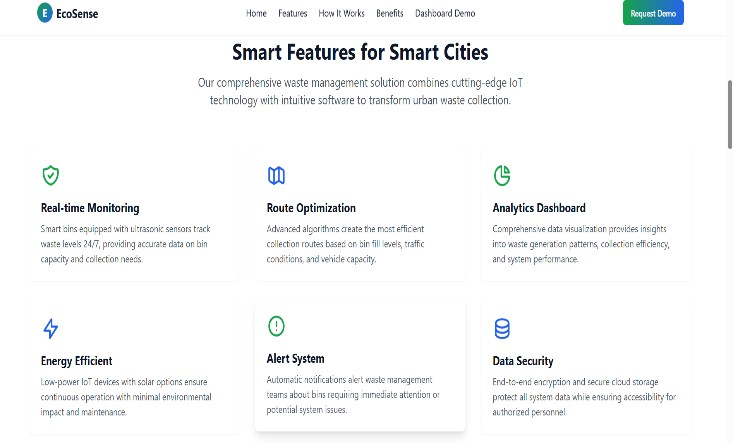 E EcoSense
Home Features How It Works Benefits Dashboard Demo
Request Demo
Smart Features for Smart Cities
Our comprehensive waste management solution combines cutting-edge IoT
technology with intuitive software to transform urban waste collection.
Real-time Monitoring
Smart bins equipped with ultrasonic sensors track
waste levels 24/7, providing accurate data on bin
capacity and collection needs.
Route Optimization
Advanced algorithms create the most efficient
collection routes based on bin fill levels, traffic
conditions, and vehicle capacity.
Analytics Dashboard
Comprehensive data visualization provides insights
into waste generation patterns, collection efficiency,
and system performance.
Energy Efficient
Low-power IoT devices with solar options ensure
continuous operation with minimal environmental
impact and maintenance.
Alert System
Automatic notifications alert waste management
teams about bins requiring immediate attention or
potential system issues.
Data Security
End-to-end encryption and secure cloud storage
protect all system data while ensuring accessibility for
authorized personnel.